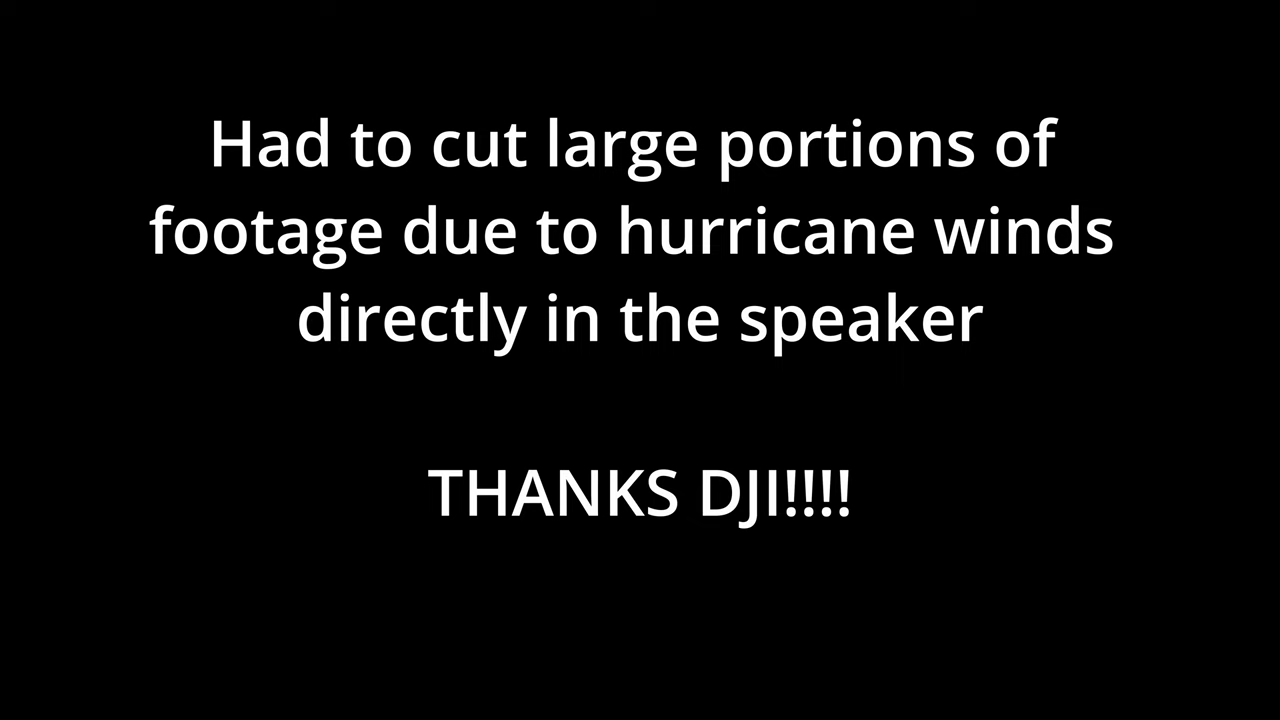 Had to cut large portions of
footage due to hurricane winds
directly in the speaker
THANKS DJI!!!!